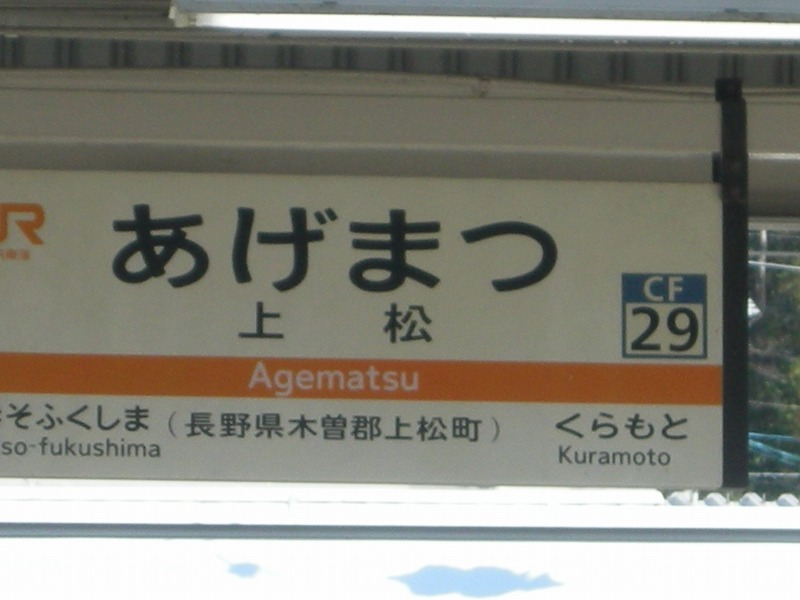 JR
あげまつ
上松
CF
29
Agematsu
そふくしま
(長野県木曽郡上松町)
くらもと
so-fukushima
Kuramoto